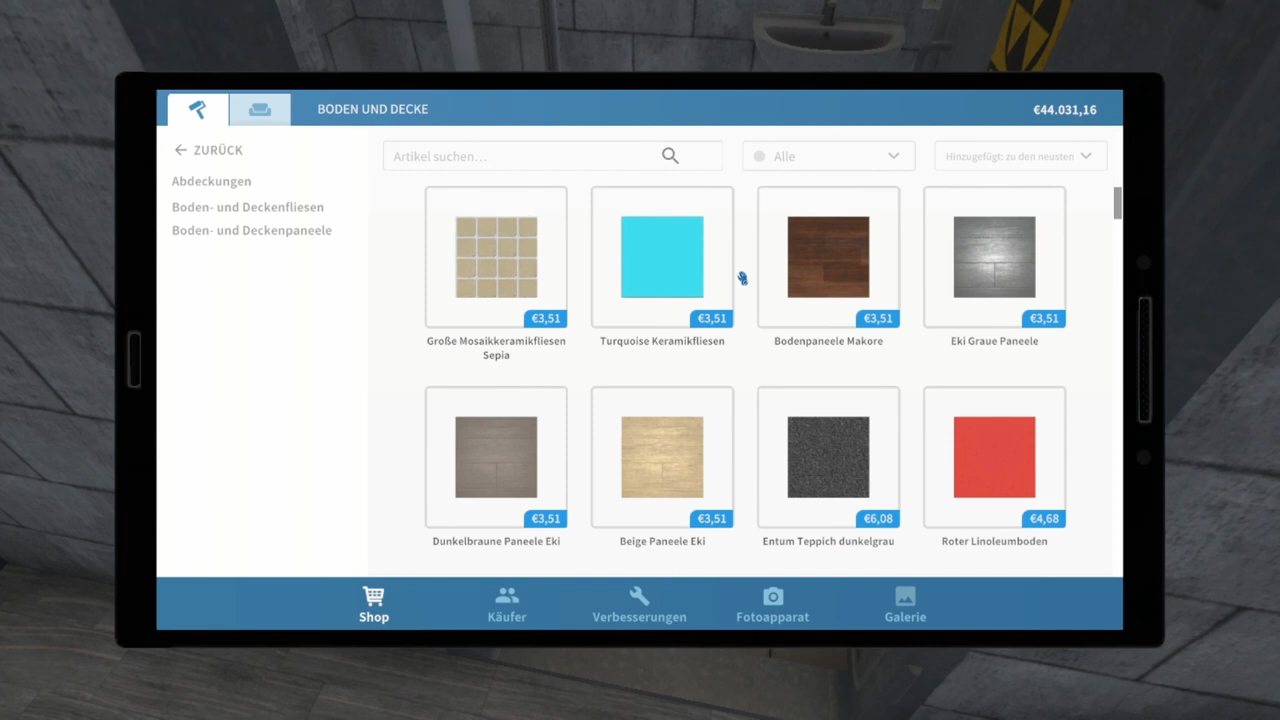 BODEN UND DECKE
€44.031,16
ZURÜCK
Abdeckungen
Boden- und Deckenfliesen
Boden- und Deckenpaneele
Artikel suchen...
Alle
Hinzugefügt: zu den neusten
€3,51
€3,51
€3,51
€3,51
Große Mosaikkeramikfliesen
Sepia
Turquoise Keramikfliesen
Bodenpaneele Makore
Eki Graue Paneele
€3,51
€3,51
€6,08
€4,68
Dunkelbraune Paneele Eki
Beige Paneele Eki
Entum Teppich dunkelgrau
Roter Linoleumboden
Shop
Käufer
Verbesserungen
Fotoapparat
Galerie